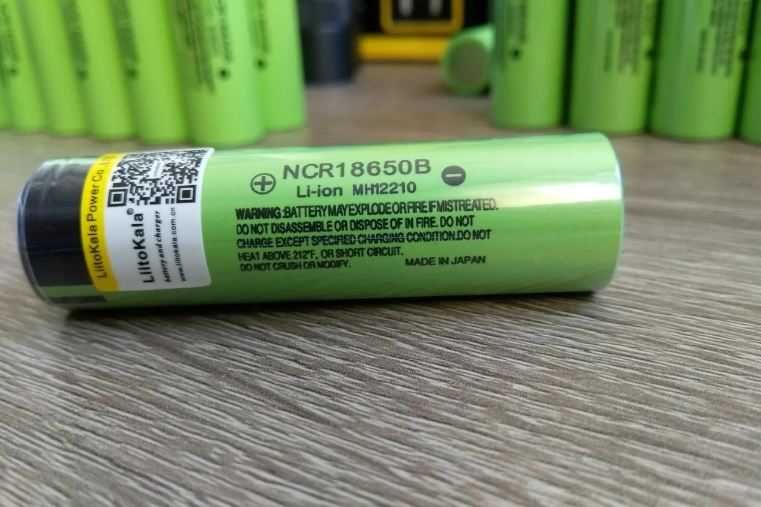 LiitoKala Power Co.,
LiitoKala®
Battery and charger
www.liitokala.com.cn
NCR18650B
Li-ion MH12210
WARNING:BATTERY MAY EXPLODE OR FIRE IF MISTREATED.
DO NOT DISASSEMBLE OR DISPOSE OF IN FIRE. DO NOT
CHARGE EXCEPT SPECIFIED CHARGING CONDITION.DO NOT
HEAT ABOVE 212°F, OR SHORT CIRCUIT.
DO NOT CRUSH OR MODIFY.
MADE IN JAPAN